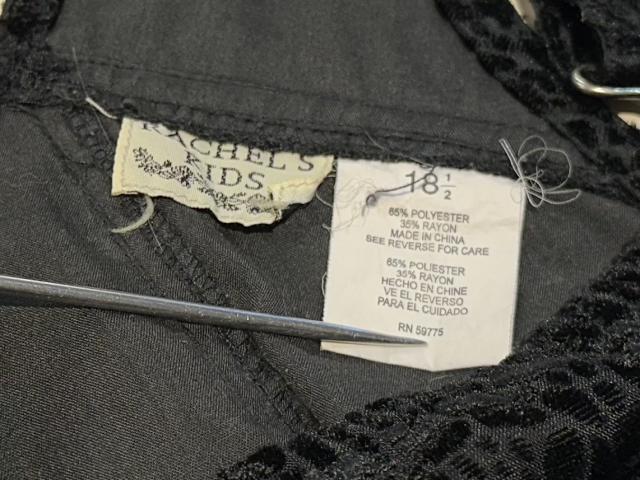 RACHEL'S
KIDS
18 1/2
65% POLYESTER
35% RAYON
MADE IN CHINA
SEE REVERSE FOR CARE
65% POLIESTER
35% RAYON
HECHO EN CHINE
VE EL REVERSO
PARA EL CUIDADO
RN 59775